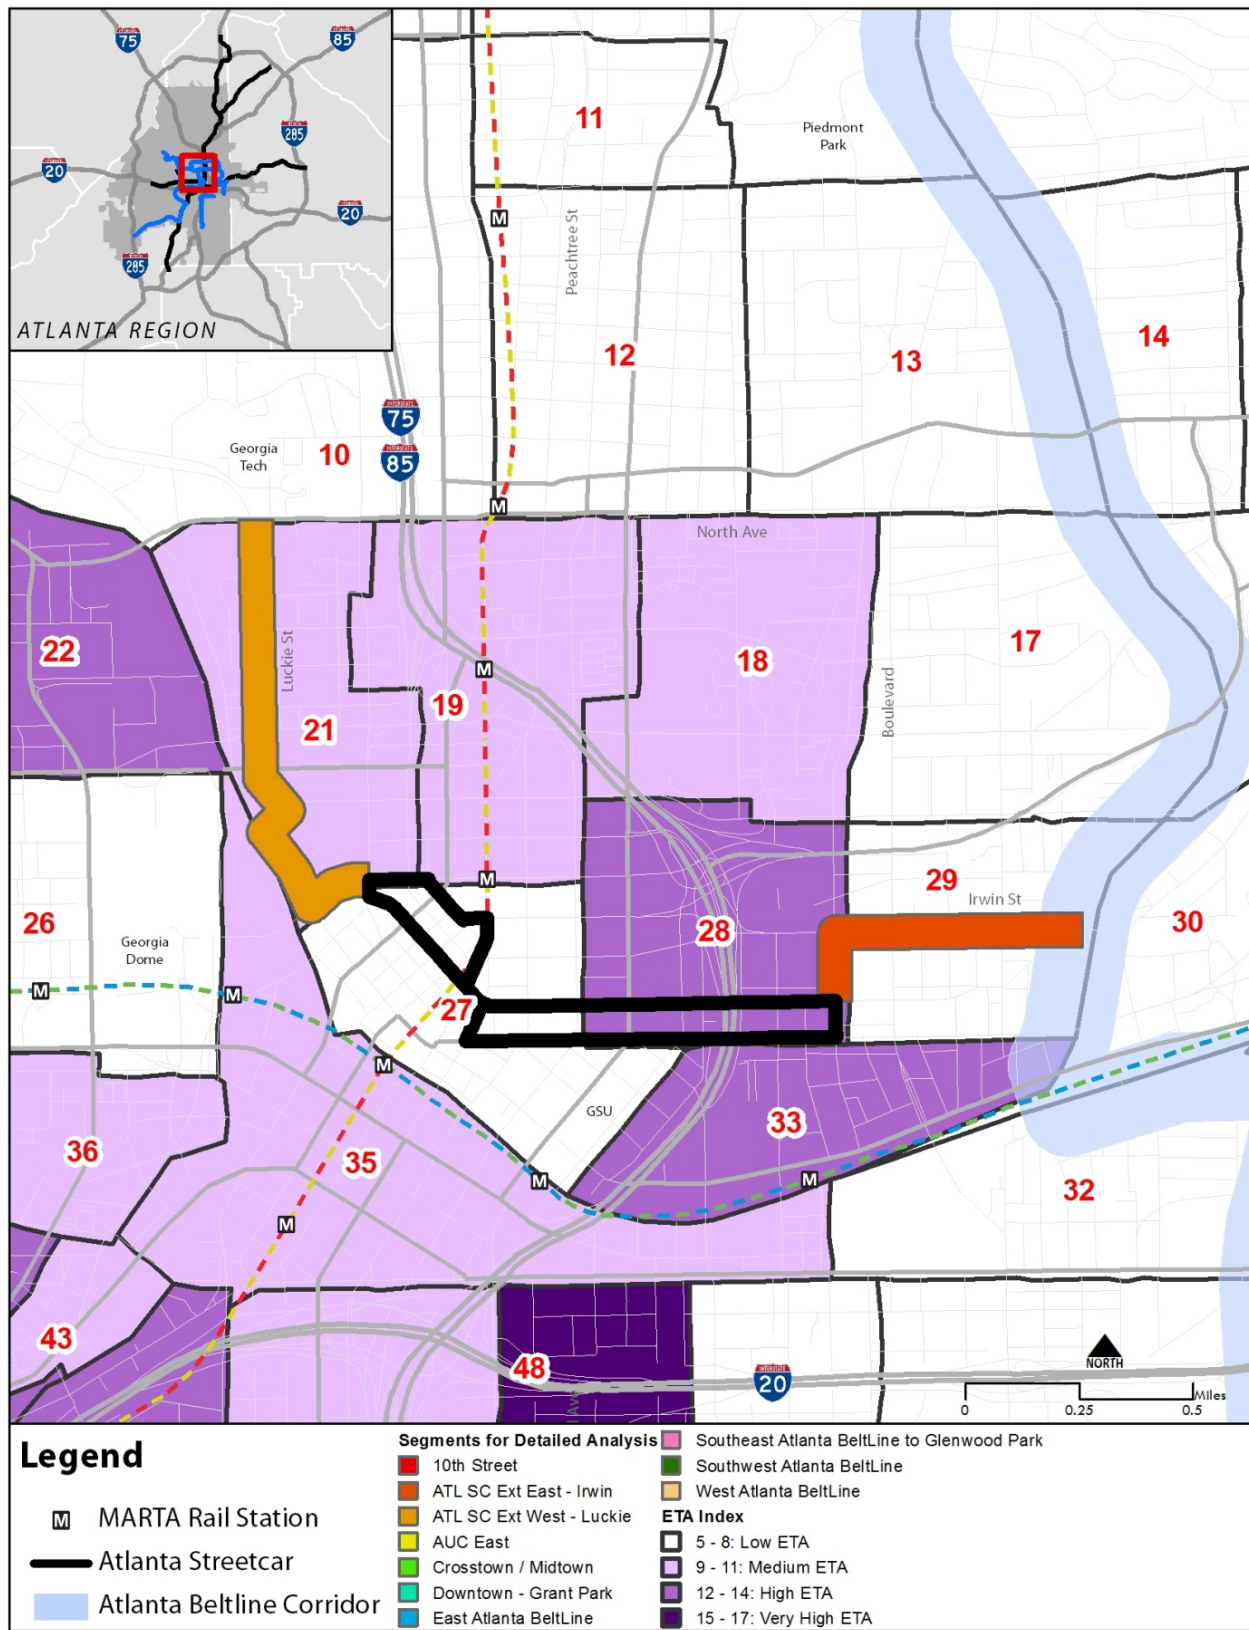 75
85
285
20
20
285
ATLANTA REGION
11
Piedmont
Park
Peachtree St
12
13
14
INTERSTATE
75
INTERSTATE
85
Georgia
Tech
10
North Ave
22
Luckie St
21
19
18
Boulevard
17
26
Georgia
Dome
27
28
29
Irwin St
30
GSU
33
36
35
32
43
48
INTERSTATE
20
NORTH
Miles
0 0.25 0.5
M
M
M
M
M
M
M
M
M
M
Legend
M MARTA Rail Station
Atlanta Streetcar
Atlanta Beltline Corridor
Segments for Detailed Analysis
10th Street
ATL SC Ext East - Irwin
ATL SC Ext West - Luckie
AUC East
Crosstown / Midtown
Downtown - Grant Park
East Atlanta BeltLine
Southeast Atlanta BeltLine to Glenwood Park
Southwest Atlanta BeltLine
West Atlanta BeltLine
ETA Index
5 - 8: Low ETA
9 - 11: Medium ETA
12 - 14: High ETA
15 - 17: Very High ETA